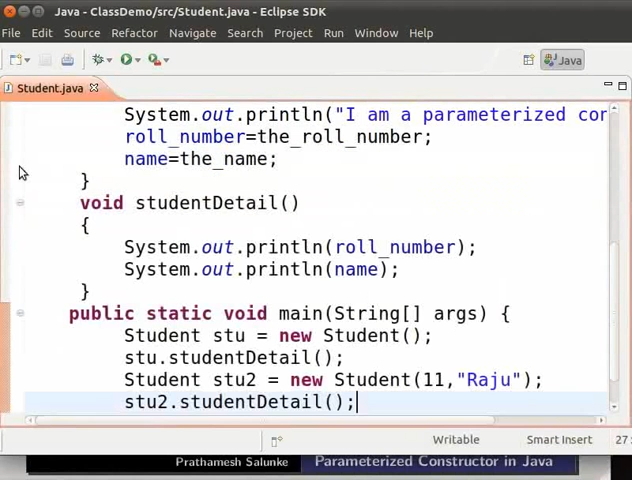 Java - ClassDemo/src/Student.java - Eclipse SDK
File Edit Source Refactor Navigate Search Project Run Window Help
Java
Student.java
System.out.println("I am a parameterized con
roll_number=the_roll_number;
name=the_name;
}
void studentDetail()
{
System.out.println(roll_number);
System.out.println(name);
}
public static void main(String[] args) {
Student stu = new Student();
stu.studentDetail();
Student stu2 = new Student(11,"Raju");
stu2.studentDetail();
Writable Smart Insert 27
Prathamesh Salunke Parameterized Constructor in Java